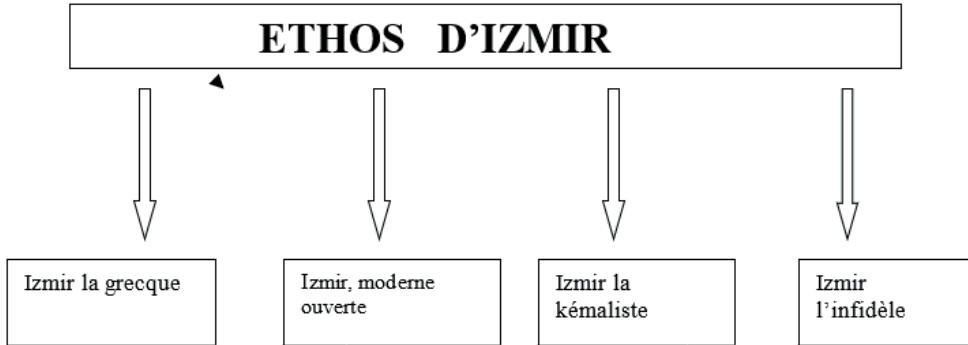 ETHOS D'IZMIR
Izmir la grecque
Izmir, moderne
ouverte
Izmir la
kémaliste
Izmir
l'infidèle